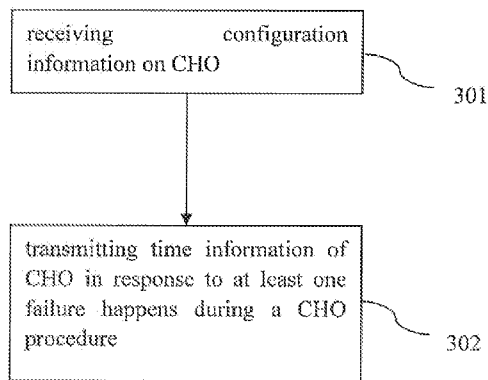 receiving configuration
information on CHO
301
transmitting time information of
CHO in response to at least one
failure happens during a CHO
procedure
302